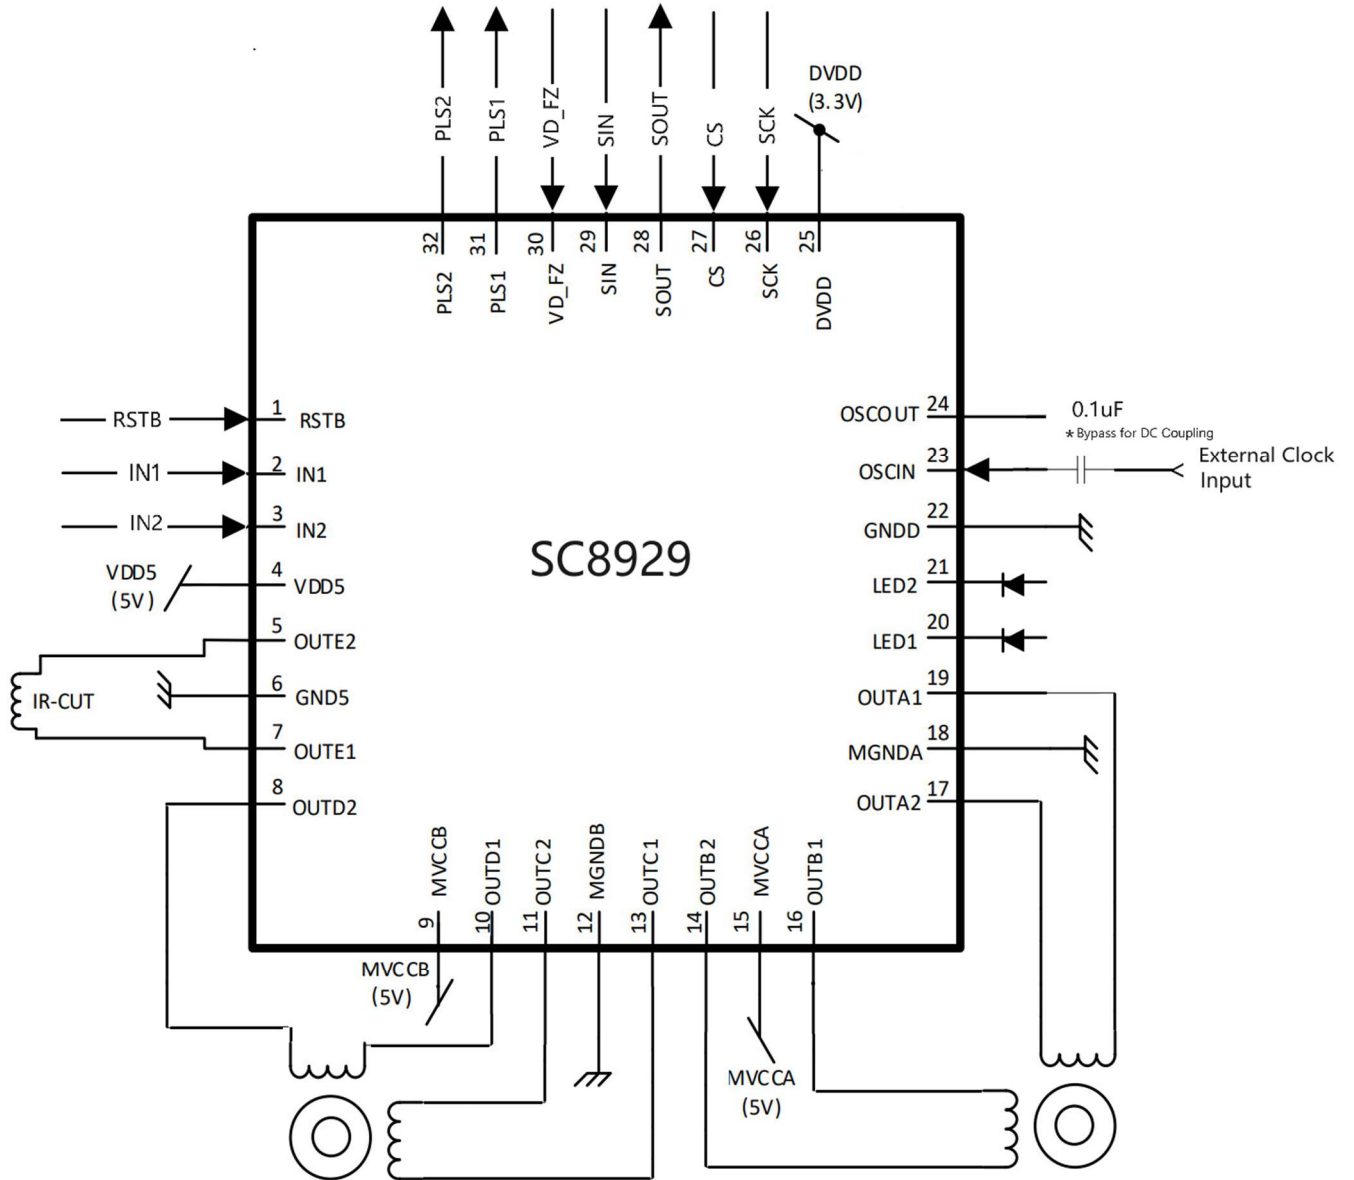 PLS2
PLS1
VD_FZ
SIN
SOUT
CS
SCK
DVDD
(3.3V)
32
31
30
29
28
27
26
25
PLS2
PLS1
VD_FZ
SIN
SOUT
CS
SCK
DVDD
RSTB
1
RSTB
IN1
2
IN1
IN2
3
IN2
VDD5
(5V)
4
VDD5
5
OUTE2
IR-CUT
6
GND5
7
OUTE1
8
OUTD2
SC8929
OSCOUT
24
0.1uF
* Bypass for DC Coupling
OSCIN
23
External Clock
Input
GNDD
22
LED2
21
LED1
20
OUTA1
19
MGNDA
18
OUTA2
17
MVCCB
OUTD1
OUTC2
MGNDB
OUTC1
OUTB2
MVCCA
OUTB1
9
10
11
12
13
14
15
16
MVCCB
(5V)
MVCCA
(5V)